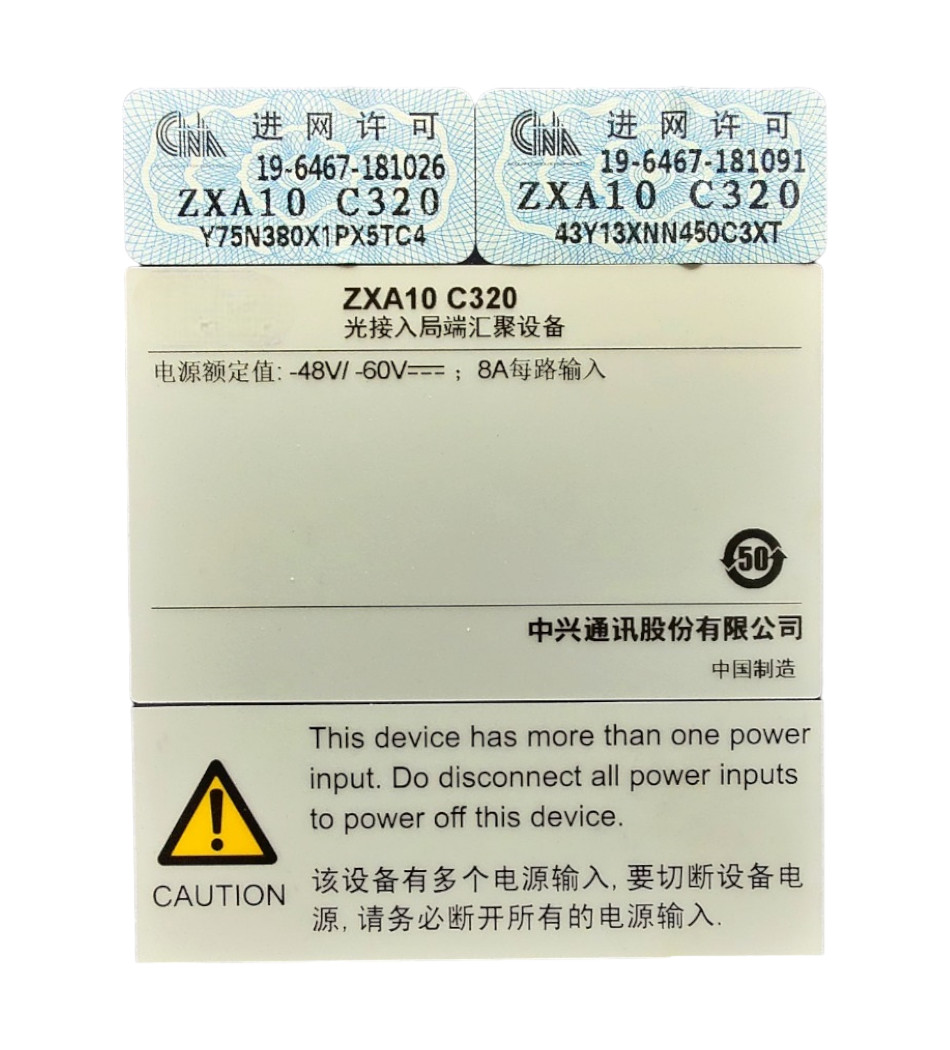 CNA 进网许可
19-6467-181026
ZXA10 C320
Y75N380X1PX5TC4
CNA 进网许可
19-6467-181091
ZXA10 C320
43Y13XNN450C3XT
ZXA10 C320
光接入局端汇聚设备
电源额定值: -48V/ -60V⎓ ; 8A每路输入
50
中兴通讯股份有限公司
中国制造
This device has more than one power
input. Do disconnect all power inputs
to power off this device.
CAUTION
该设备有多个电源输入, 要切断设备电
源, 请务必断开所有的电源输入.